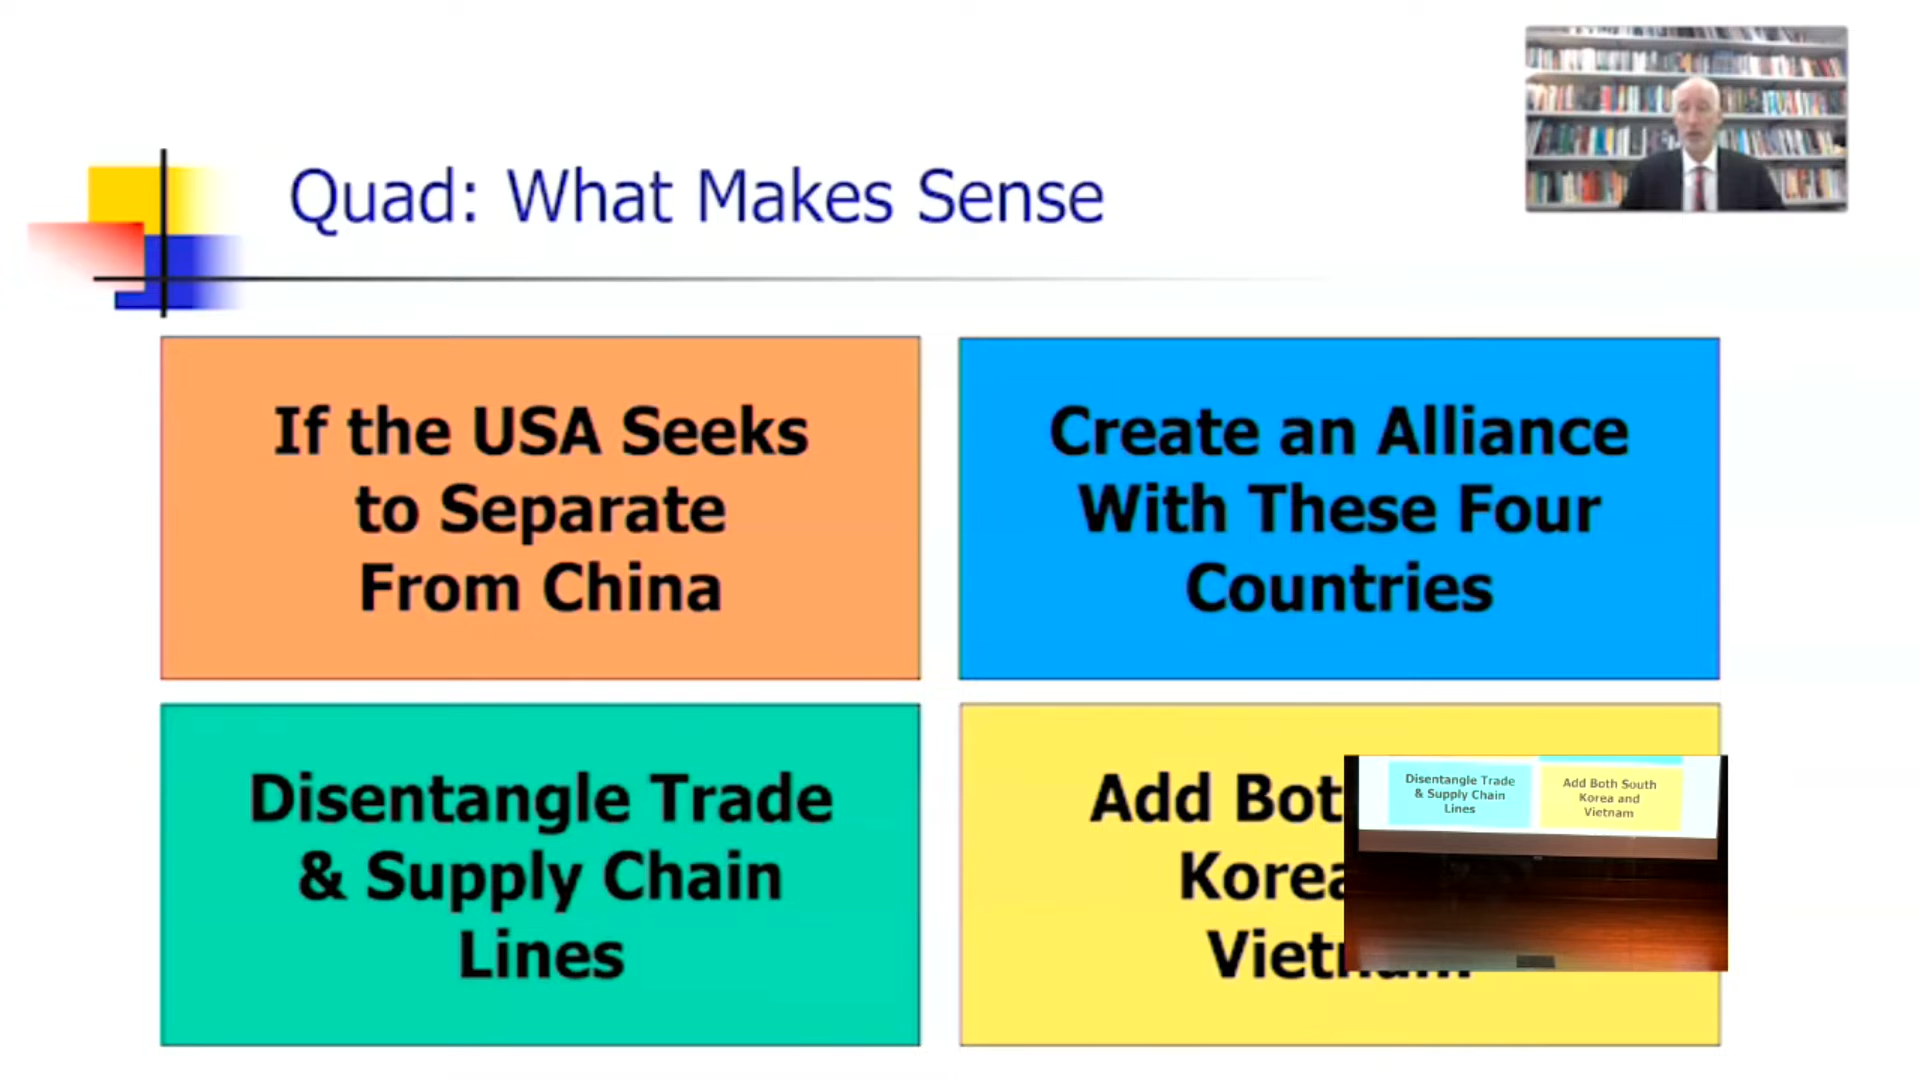 Quad: What Makes Sense
If the USA Seeks
to Separate
From China
Create an Alliance
With These Four
Countries
Disentangle Trade
& Supply Chain
Lines
Add Bot
Korea
Vietnam
Disentangle Trade
& Supply Chain
Lines
Add Both South
Korea and
Vietnam